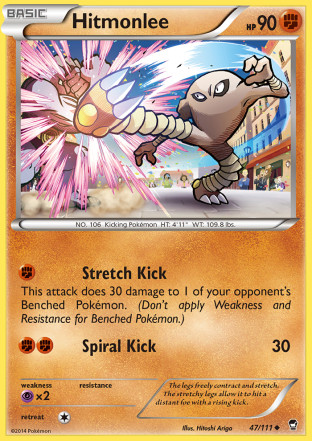 BASIC
Hitmonlee
HP90
NO. 106 Kicking Pokémon. HT: 4'11" WT: 109.8 lbs.
Stretch Kick
This attack does 30 damage to 1 of your opponent's
Benched Pokémon. (Don't apply Weakness and
Resistance for Benched Pokémon.)
Spiral Kick 30
weakness resistance
×2
The legs freely contract and stretch.
The stretchy legs allow it to hit a
distant foe with a rising kick.
retreat
Illus. Hitoshi Ariga 47/111
©2014 Pokémon